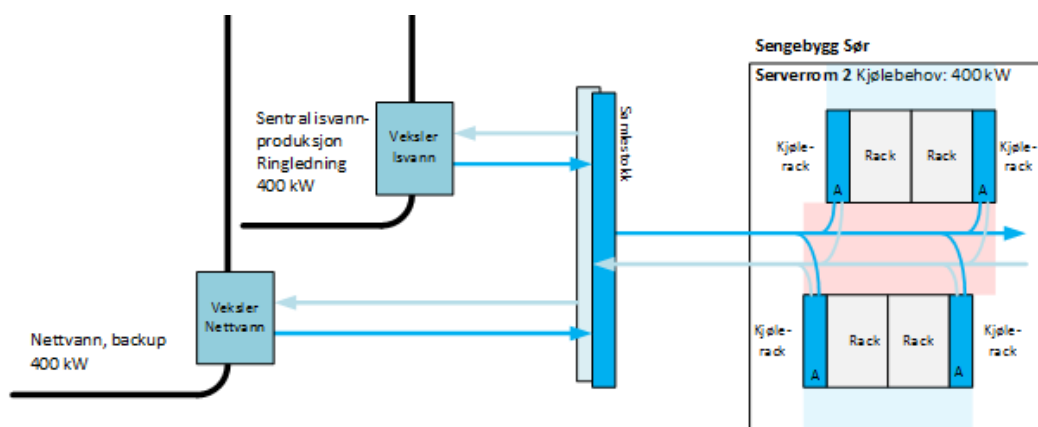 Sengebygg Sør
Serverrom 2 Kjølebehov: 400 kW
Sentral isvann-
produksjon
Ringledning
400 kW
Veksler
Isvann
Samlestokk
Kjøle-
rack
Rack
Rack
Kjøle-
rack
A
A
Veksler
Nettvann
Nettvann, backup
400 kW
Kjøle-
rack
Rack
Rack
Kjøle-
rack
A
A